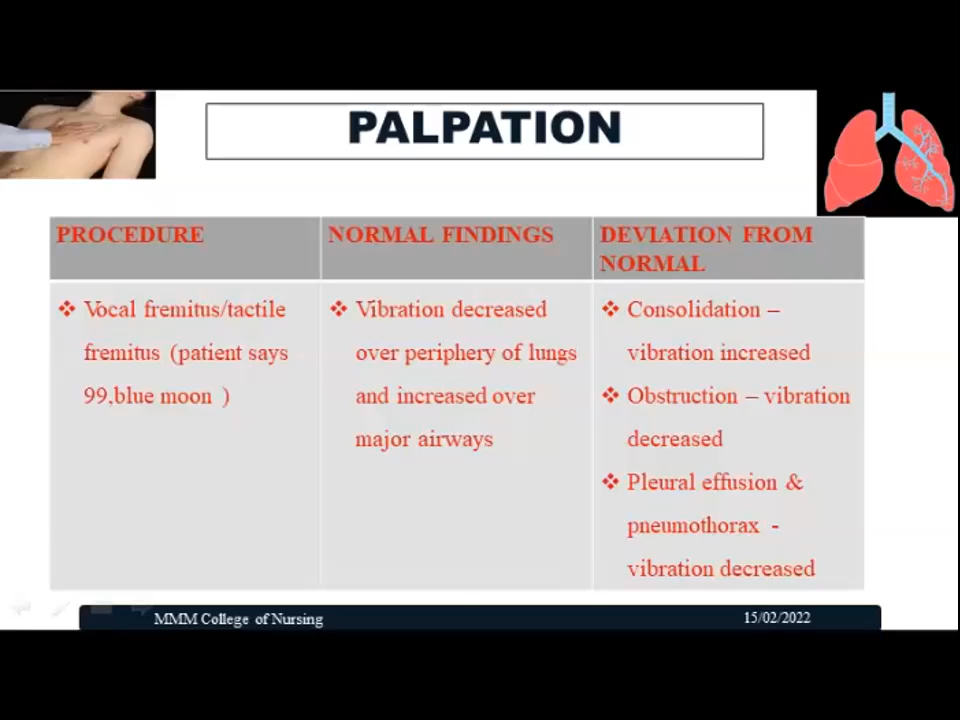 PALPATION
PROCEDURE
NORMAL FINDINGS
DEVIATION FROM
NORMAL
❖ Vocal fremitus/tactile
fremitus (patient says
99,blue moon )
❖ Vibration decreased
over periphery of lungs
and increased over
major airways
❖ Consolidation –
vibration increased
❖ Obstruction – vibration
decreased
❖ Pleural effusion &
pneumothorax -
vibration decreased
MMM College of Nursing
15/02/2022